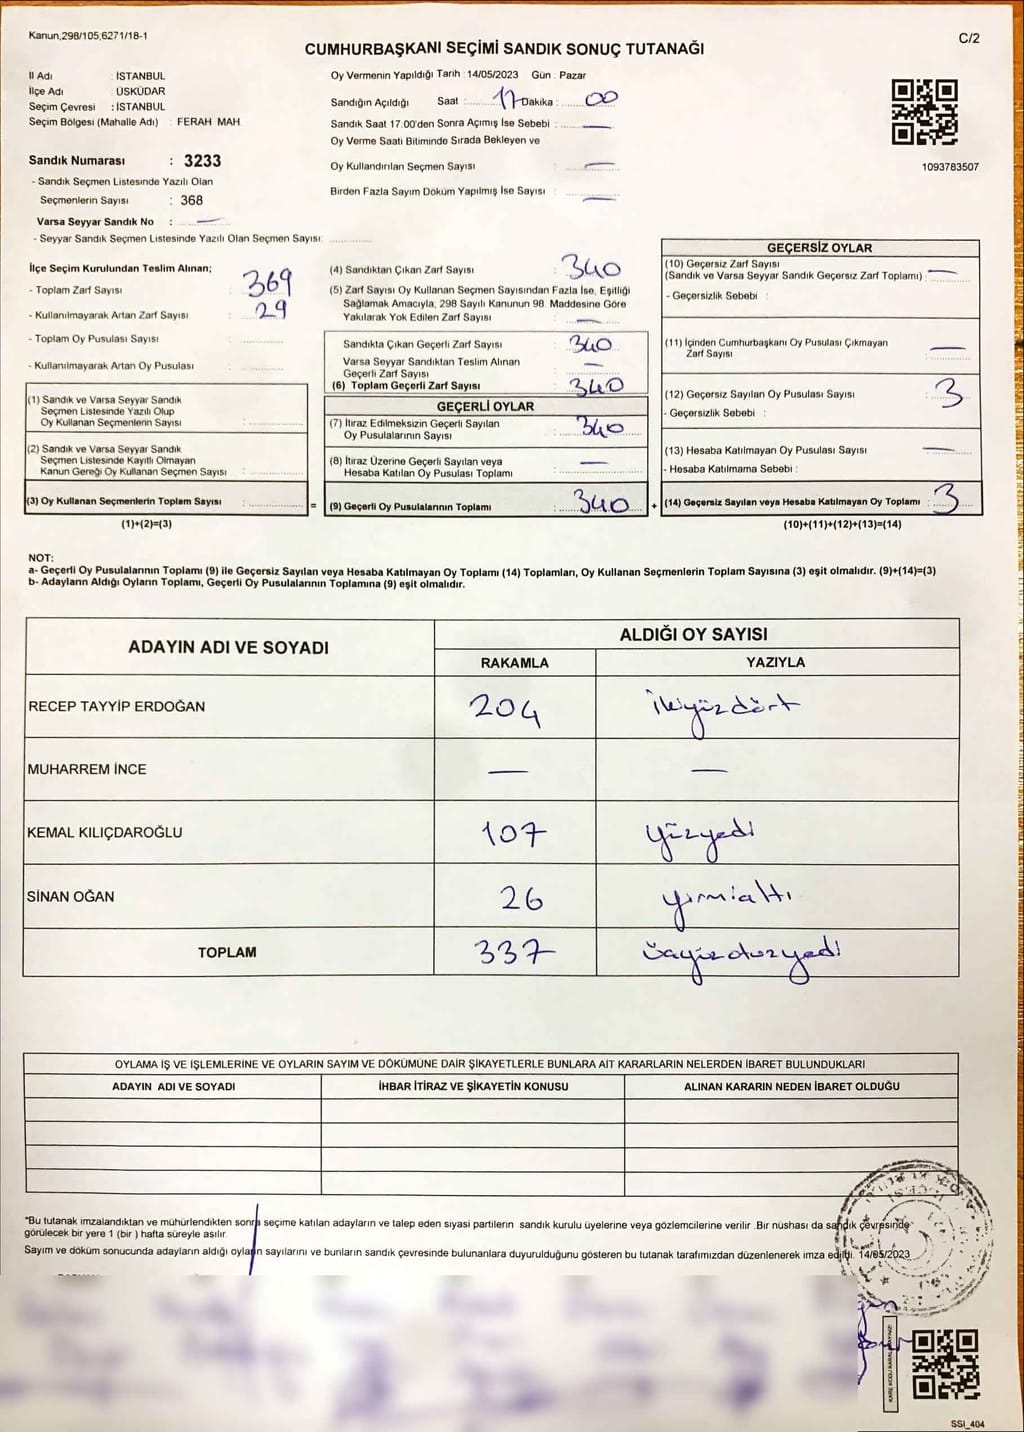 Kanun,298/105,6271/18-1
C/2
CUMHURBAŞKANI SEÇİMİ SANDIK SONUÇ TUTANAĞI
İl Adı : İSTANBUL
İlçe Adı : ÜSKÜDAR
Seçim Çevresi : İSTANBUL
Seçim Bölgesi (Mahalle Adı) : FERAH MAH.
Sandık Numarası : 3233
- Sandık Seçmen Listesinde Yazılı Olan
Seçmenlerin Sayısı : 368
Varsa Seyyar Sandık No : —
- Seyyar Sandık Seçmen Listesinde Yazılı Olan Seçmen Sayısı:
Oy Vermenin Yapıldığı Tarih : 14/05/2023 Gün : Pazar
Sandığın Açıldığı Saat : 17 Dakika : 00
Sandık Saat 17.00'den Sonra Açımış İse Sebebi : —
Oy Verme Saati Bitiminde Sırada Bekleyen ve
Oy Kullandırılan Seçmen Sayısı : —
Birden Fazla Sayım Döküm Yapılmış İse Sayısı : —
1093783507
İlçe Seçim Kurulundan Teslim Alınan;
- Toplam Zarf Sayısı : 369
- Kullanılmayarak Artan Zarf Sayısı : 29
- Toplam Oy Pusulası Sayısı :
- Kullanılmayarak Artan Oy Pusulası :
(1) Sandık ve Varsa Seyyar Sandık
Seçmen Listesinde Yazılı Olup
Oy Kullanan Seçmenlerin Sayısı :
(2) Sandık ve Varsa Seyyar Sandık
Seçmen Listesinde Kayıtlı Olmayan
Kanun Gereği Oy Kullanan Seçmen Sayısı :
(3) Oy Kullanan Seçmenlerin Toplam Sayısı :
(1)+(2)=(3)
=
(4) Sandıktan Çıkan Zarf Sayısı : 340
(5) Zarf Sayısı Oy Kullanan Seçmen Sayısından Fazla İse, Eşitliği
Sağlamak Amacıyla, 298 Sayılı Kanunun 98. Maddesine Göre
Yakılarak Yok Edilen Zarf Sayısı : —
Sandıkta Çıkan Geçerli Zarf Sayısı : 340
Varsa Seyyar Sandıktan Teslim Alınan
Geçerli Zarf Sayısı : —
(6) Toplam Geçerli Zarf Sayısı : 340
GEÇERLİ OYLAR
(7) İtiraz Edilmeksizin Geçerli Sayılan
Oy Pusulalarının Sayısı : 340
(8) İtiraz Üzerine Geçerli Sayılan veya
Hesaba Katılan Oy Pusulası Toplamı : —
(9) Geçerli Oy Pusulalarının Toplamı : 340
+
GEÇERSİZ OYLAR
(10) Geçersiz Zarf Sayısı
(Sandık ve Varsa Seyyar Sandık Geçersiz Zarf Toplamı) : —
- Geçersizlik Sebebi :
(11) İçinden Cumhurbaşkanı Oy Pusulası Çıkmayan
Zarf Sayısı : —
(12) Geçersiz Sayılan Oy Pusulası Sayısı : 3
- Geçersizlik Sebebi :
(13) Hesaba Katılmayan Oy Pusulası Sayısı : —
- Hesaba Katılmama Sebebi :
(14) Geçersiz Sayılan veya Hesaba Katılmayan Oy Toplamı : 3
(10)+(11)+(12)+(13)=(14)
NOT:
a- Geçerli Oy Pusulalarının Toplamı (9) ile Geçersiz Sayılan veya Hesaba Katılmayan Oy Toplamı (14) Toplamları, Oy Kullanan Seçmenlerin Toplam Sayısına (3) eşit olmalıdır. (9)+(14)=(3)
b- Adayların Aldığı Oyların Toplamı, Geçerli Oy Pusulalarının Toplamına (9) eşit olmalıdır.
ADAYIN ADI VE SOYADI
ALDIĞI OY SAYISI
RAKAMLA YAZIYLA
RECEP TAYYİP ERDOĞAN 204 ikiyüzdört
MUHARREM İNCE — —
KEMAL KILIÇDAROĞLU 107 yüzyedi
SİNAN OĞAN 26 yirmialtı
TOPLAM 337 üçyüzotuzyedi
OYLAMA İŞ VE İŞLEMLERİNE VE OYLARIN SAYIM VE DÖKÜMÜNE DAİR ŞİKAYETLERLE BUNLARA AİT KARARLARIN NELERDEN İBARET BULUNDUKLARI
ADAYIN ADI VE SOYADI İHBAR İTİRAZ VE ŞİKAYETİN KONUSU ALINAN KARARIN NEDEN İBARET OLDUĞU
*Bu tutanak imzalandıktan ve mühürlendikten sonra seçime katılan adayların ve talep eden siyasi partilerin sandık kurulu üyelerine veya gözlemcilerine verilir .Bir nüshası da sandık çevresinde
görülecek bir yere 1 (bir ) hafta süreyle asılır.
Sayım ve döküm sonucunda adayların aldığı oyların sayılarını ve bunların sandık çevresinde bulunanlara duyurulduğunu gösteren bu tutanak tarafımızdan düzenlenerek imza edildi. 14/05/2023
SSI_404